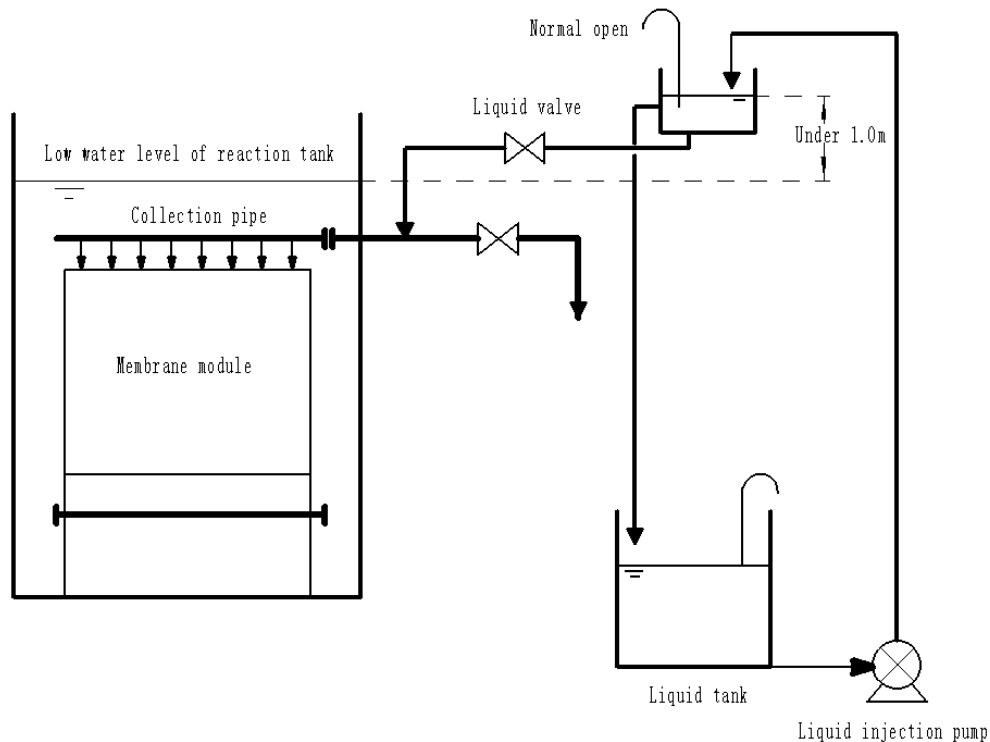 Normal open
Liquid valve
Under 1.0m
Low water level of reaction tank
Collection pipe
Membrane module
Liquid tank
Liquid injection pump